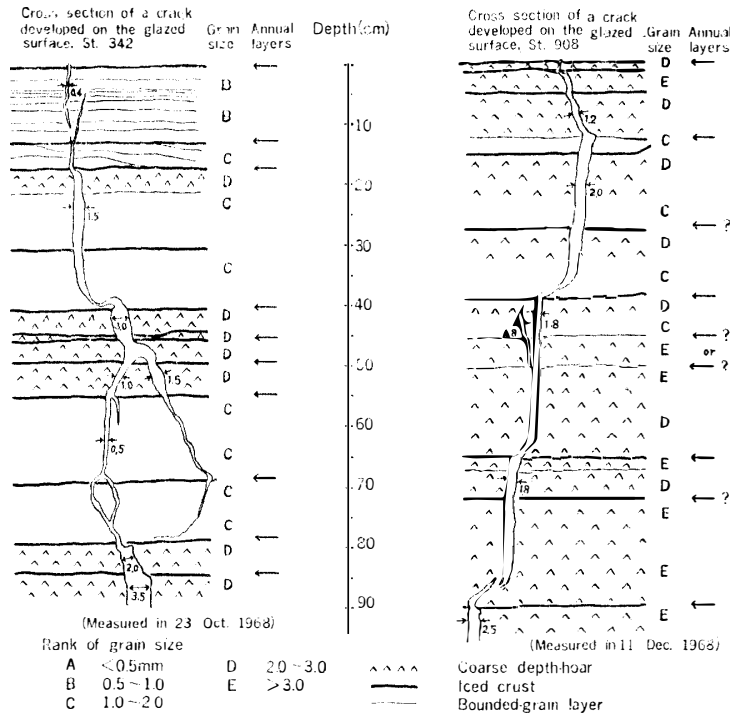 Cross section of a crack
developed on the glazed
surface, St. 342
Grain size
Annual layers
Depth(cm)
B
B
C
D
C
C
D
D
D
D
C
C
C
C
D
D
0.4
1.5
1.0
1.0
1.5
0.5
2.0
3.5
10
20
30
40
50
60
70
80
90
(Measured in 23 Oct. 1968)
Cross section of a crack
developed on the glazed
surface, St. 908
Grain size
Annual layers
D
E
D
C
D
C
D
C
D
C
E
E
D
E
D
E
E
E
?
?
or
?
?
1.2
2.0
1.8
1.8
2.5
(Measured in 11 Dec. 1968)
Rank of grain size
A <0.5mm
B 0.5~1.0
C 1.0~2.0
D 2.0~3.0
E >3.0
Coarse depth-hoar
Iced crust
Bounded-grain layer